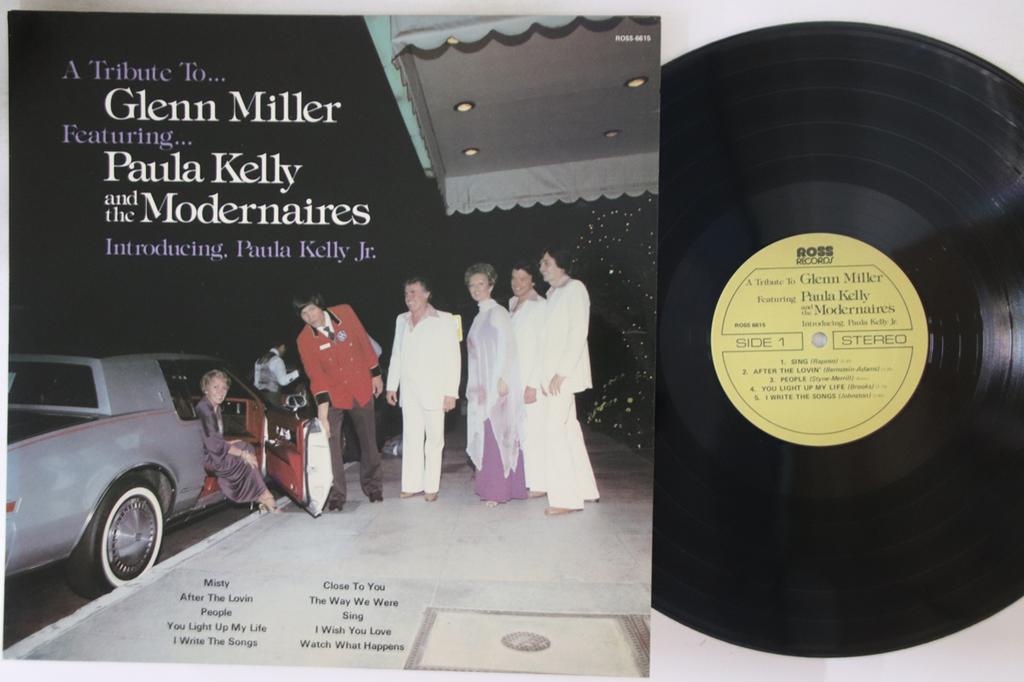 ROSS-6615
A Tribute To...
Glenn Miller
Featuring...
Paula Kelly
and the Modernaires
Introducing, Paula Kelly Jr.
Misty
After The Lovin
People
You Light Up My Life
I Write The Songs
Close To You
The Way We Were
Sing
I Wish You Love
Watch What Happens
ROSS
RECORDS
A Tribute To Glenn Miller
Featuring Paula Kelly
and the Modernaires
ROSS 6615 Introducing, Paula Kelly Jr.
SIDE 1 STEREO
1. SING (Raposo)
2. AFTER THE LOVIN' (Bernstein-Adams)
3. PEOPLE (Styne-Merrill)
4. YOU LIGHT UP MY LIFE (Brooks)
5. I WRITE THE SONGS (Johnston)